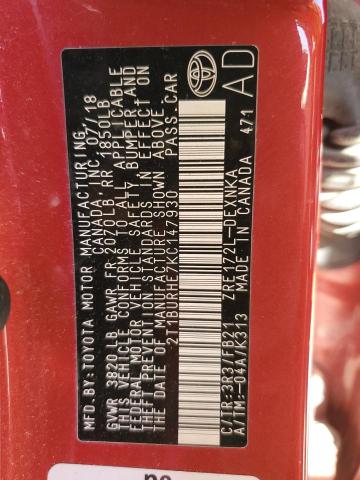 MFD.BY:TOYOTA MOTOR MANUFACTURING
CANADA, INC. 07/18
GVWR 3820 LB GAWR FR 2070LB RR 1850LB
THIS VEHICLE CONFORMS TO ALL APPLICABLE
FEDERAL MOTOR VEHICLE SAFETY, BUMPER,AND
THEFT PREVENTION STANDARDS IN EFFECT ON
THE DATE OF MANUFACTURE SHOWN ABOVE.
2T1BURHE7KC147930 PASS.CAR
C/TR:3R3/FB21 ZRE172L-DEXNKA
A/TM:-04A/K313 MADE IN CANADA 471
AD